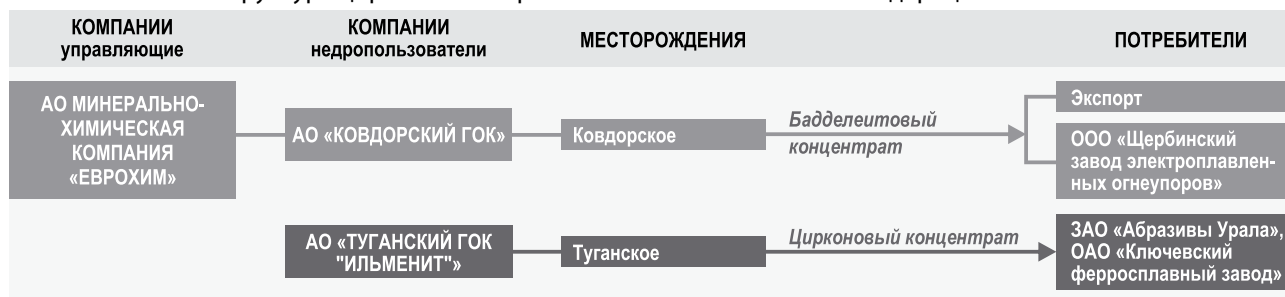 КОМПАНИИ
управляющие
КОМПАНИИ
недропользователи
МЕСТОРОЖДЕНИЯ
ПОТРЕБИТЕЛИ
АО МИНЕРАЛЬНО-
ХИМИЧЕСКАЯ
КОМПАНИЯ
«ЕВРОХИМ»
АО «КОВДОРСКИЙ ГОК»
Ковдорское
Бадделеитовый
концентрат
Экспорт
ООО «Щербинский
завод электроплавлен-
ных огнеупоров»
АО «ТУГАНСКИЙ ГОК
"ИЛЬМЕНИТ"»
Туганское
Цирконовый концентрат
ЗАО «Абразивы Урала»,
ОАО «Ключевский
ферросплавный завод»